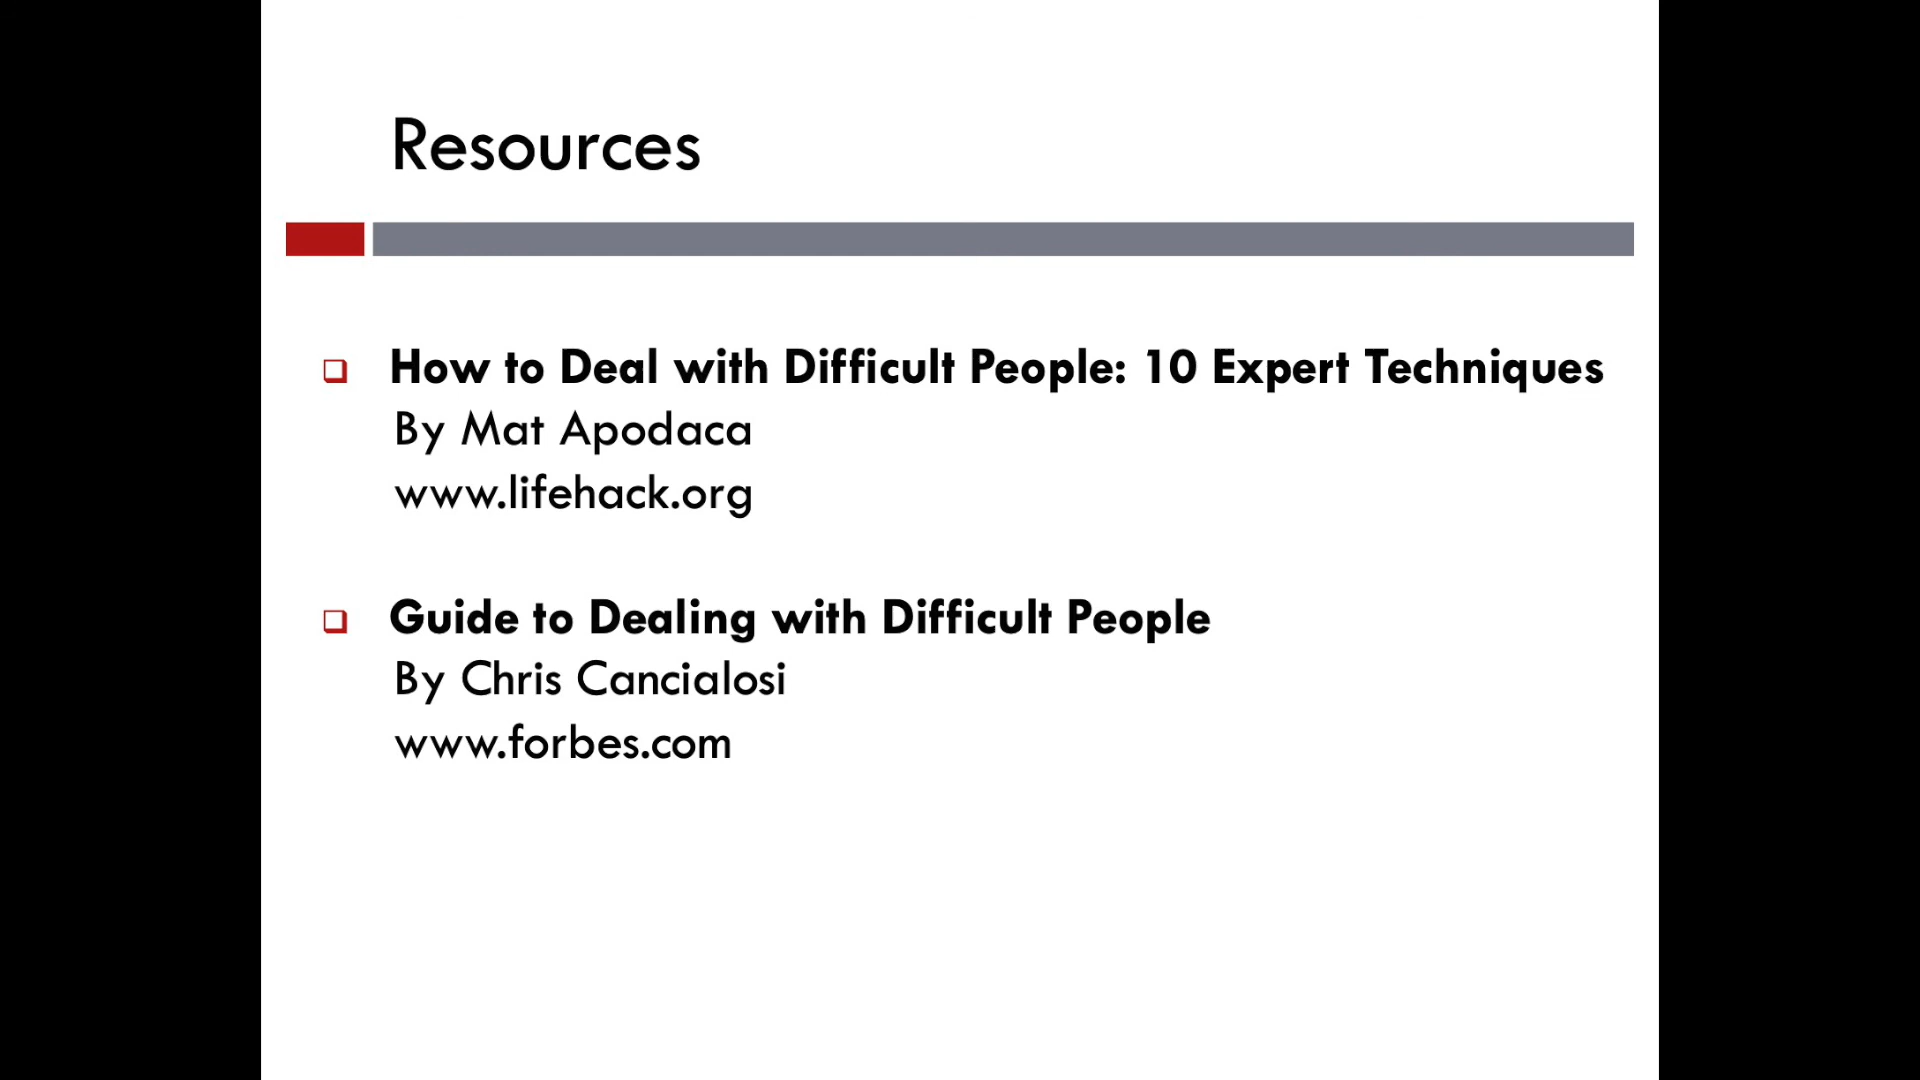 Resources
How to Deal with Difficult People: 10 Expert Techniques
By Mat Apodaca
www.lifehack.org
Guide to Dealing with Difficult People
By Chris Cancialosi
www.forbes.com